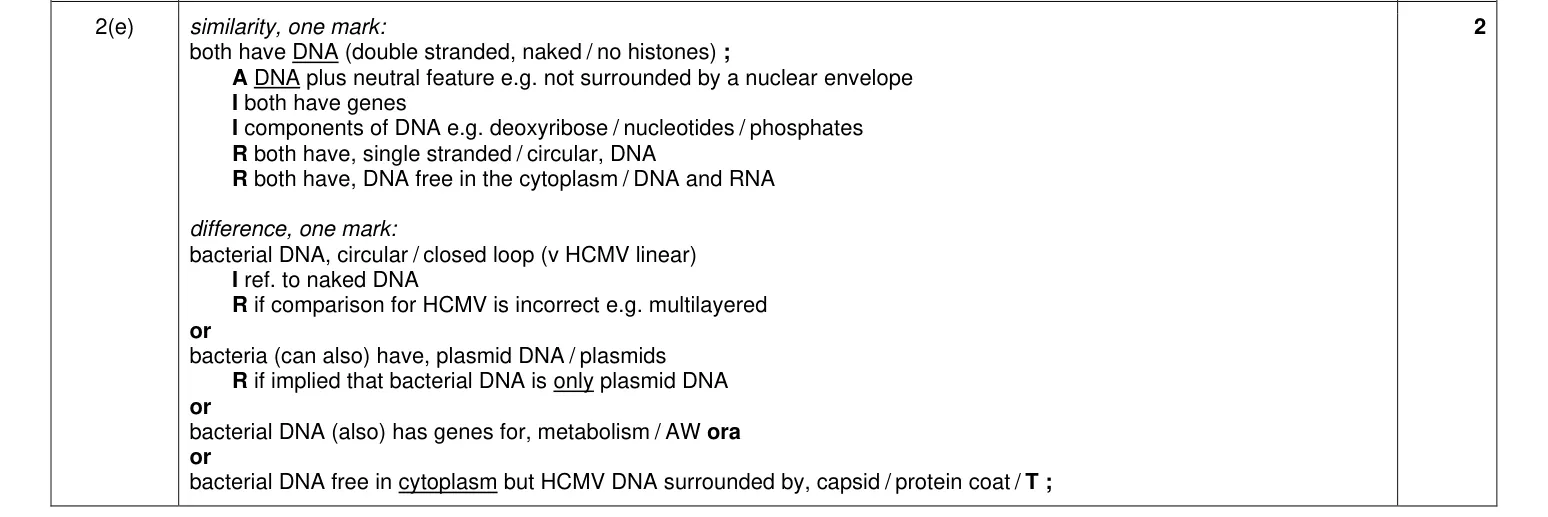 2(e)
similarity, one mark:
2
both have DNA (double stranded, naked / no histones) ;
A DNA plus neutral feature e.g. not surrounded by a nuclear envelope
I both have genes
I components of DNA e.g. deoxyribose / nucleotides / phosphates
R both have, single stranded / circular, DNA
R both have, DNA free in the cytoplasm / DNA and RNA
difference, one mark:
bacterial DNA, circular / closed loop (v HCMV linear)
I ref. to naked DNA
R if comparison for HCMV is incorrect e.g. multilayered
or
bacteria (can also) have, plasmid DNA / plasmids
R if implied that bacterial DNA is only plasmid DNA
or
bacterial DNA (also) has genes for, metabolism / AW ora
or
bacterial DNA free in cytoplasm but HCMV DNA surrounded by, capsid / protein coat / T ;